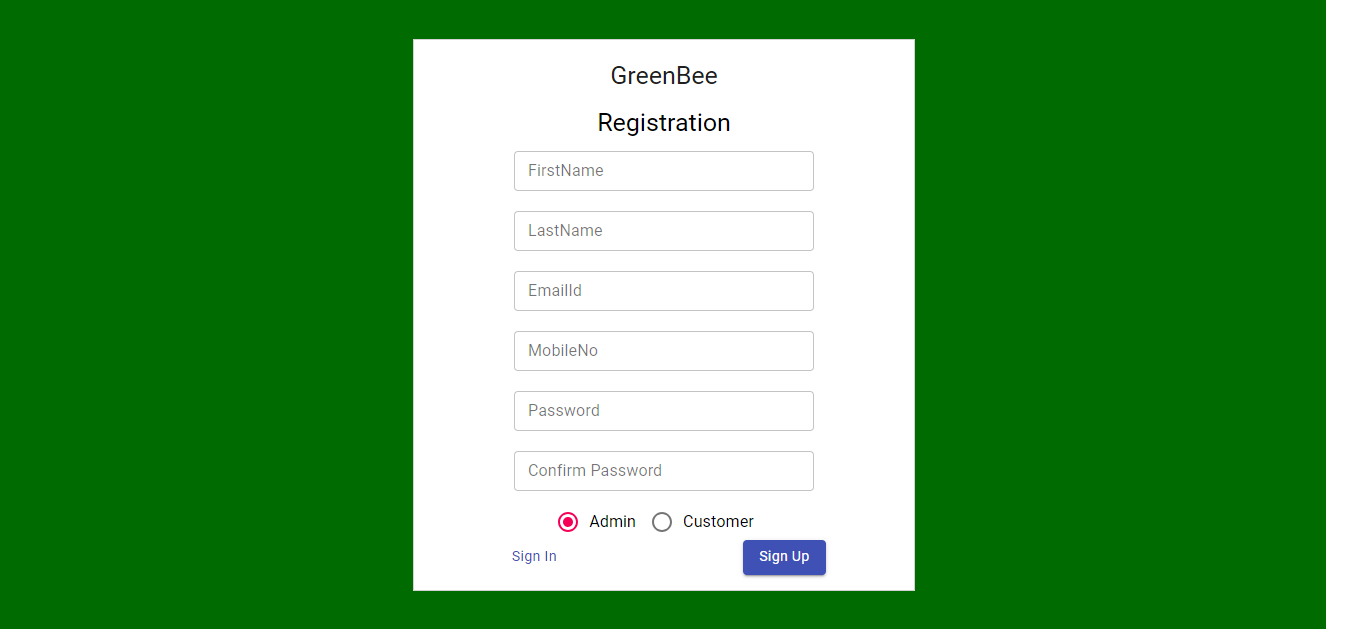 GreenBee
Registration
FirstName
LastName
EmailId
MobileNo
Password
Confirm Password
Admin Customer
Sign In Sign Up